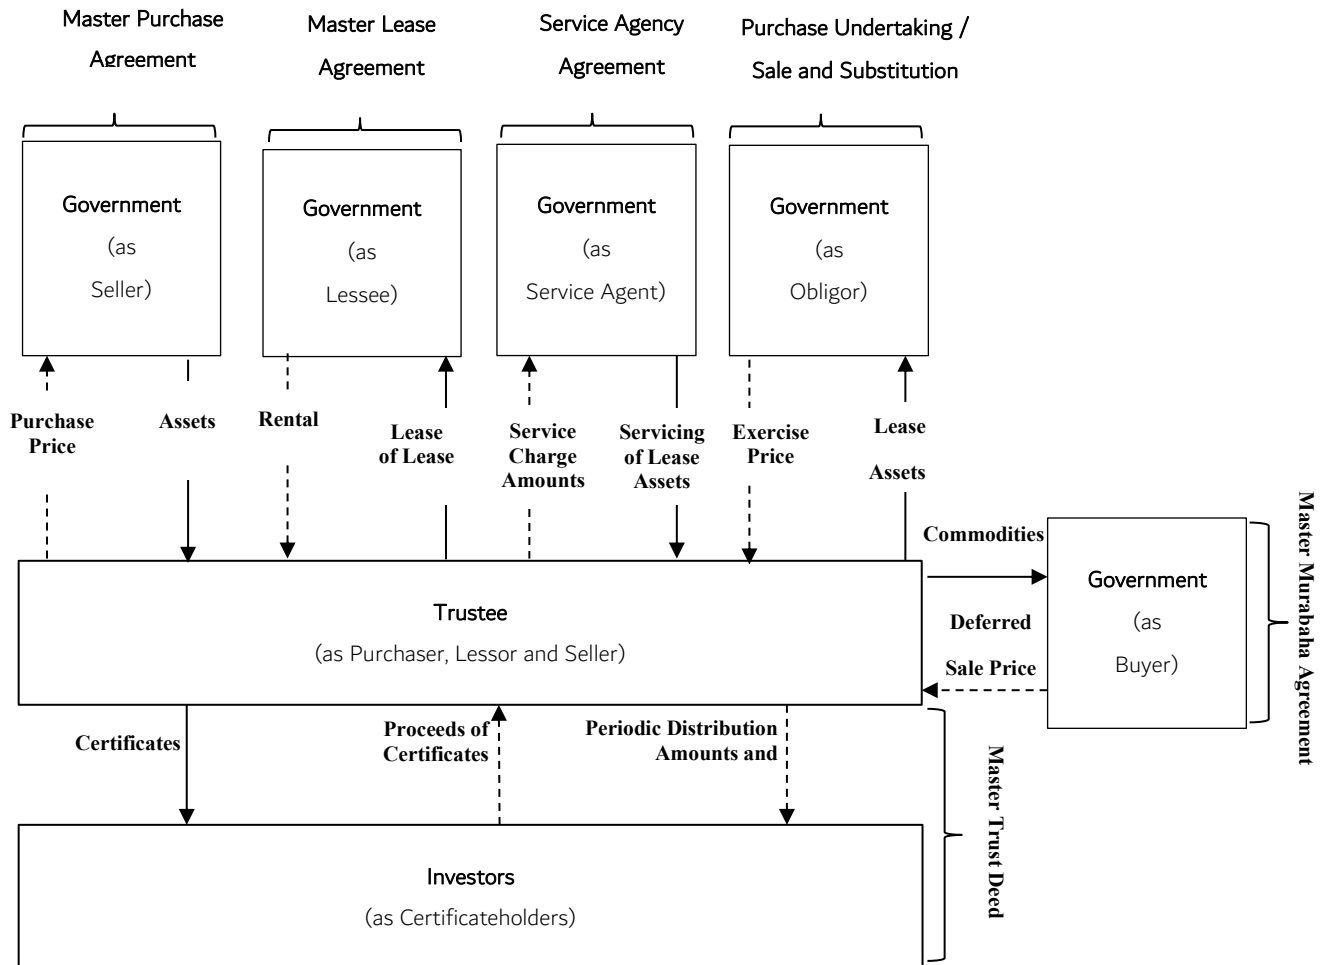 Master Purchase
Agreement
Master Lease
Agreement
Service Agency
Agreement
Purchase Undertaking /
Sale and Substitution
Government
(as
Seller)
Government
(as
Lessee)
Government
(as
Service Agent)
Government
(as
Obligor)
Purchase
Price
Assets
Rental
Lease
of Lease
Service
Charge
Amounts
Servicing
of Lease
Assets
Exercise
Price
Lease
Assets
Commodities
Deferred
Sale Price
Government
(as
Buyer)
Master Murabaha Agreement
Trustee
(as Purchaser, Lessor and Seller)
Certificates
Proceeds of
Certificates
Periodic Distribution
Amounts and
Master Trust Deed
Investors
(as Certificateholders)